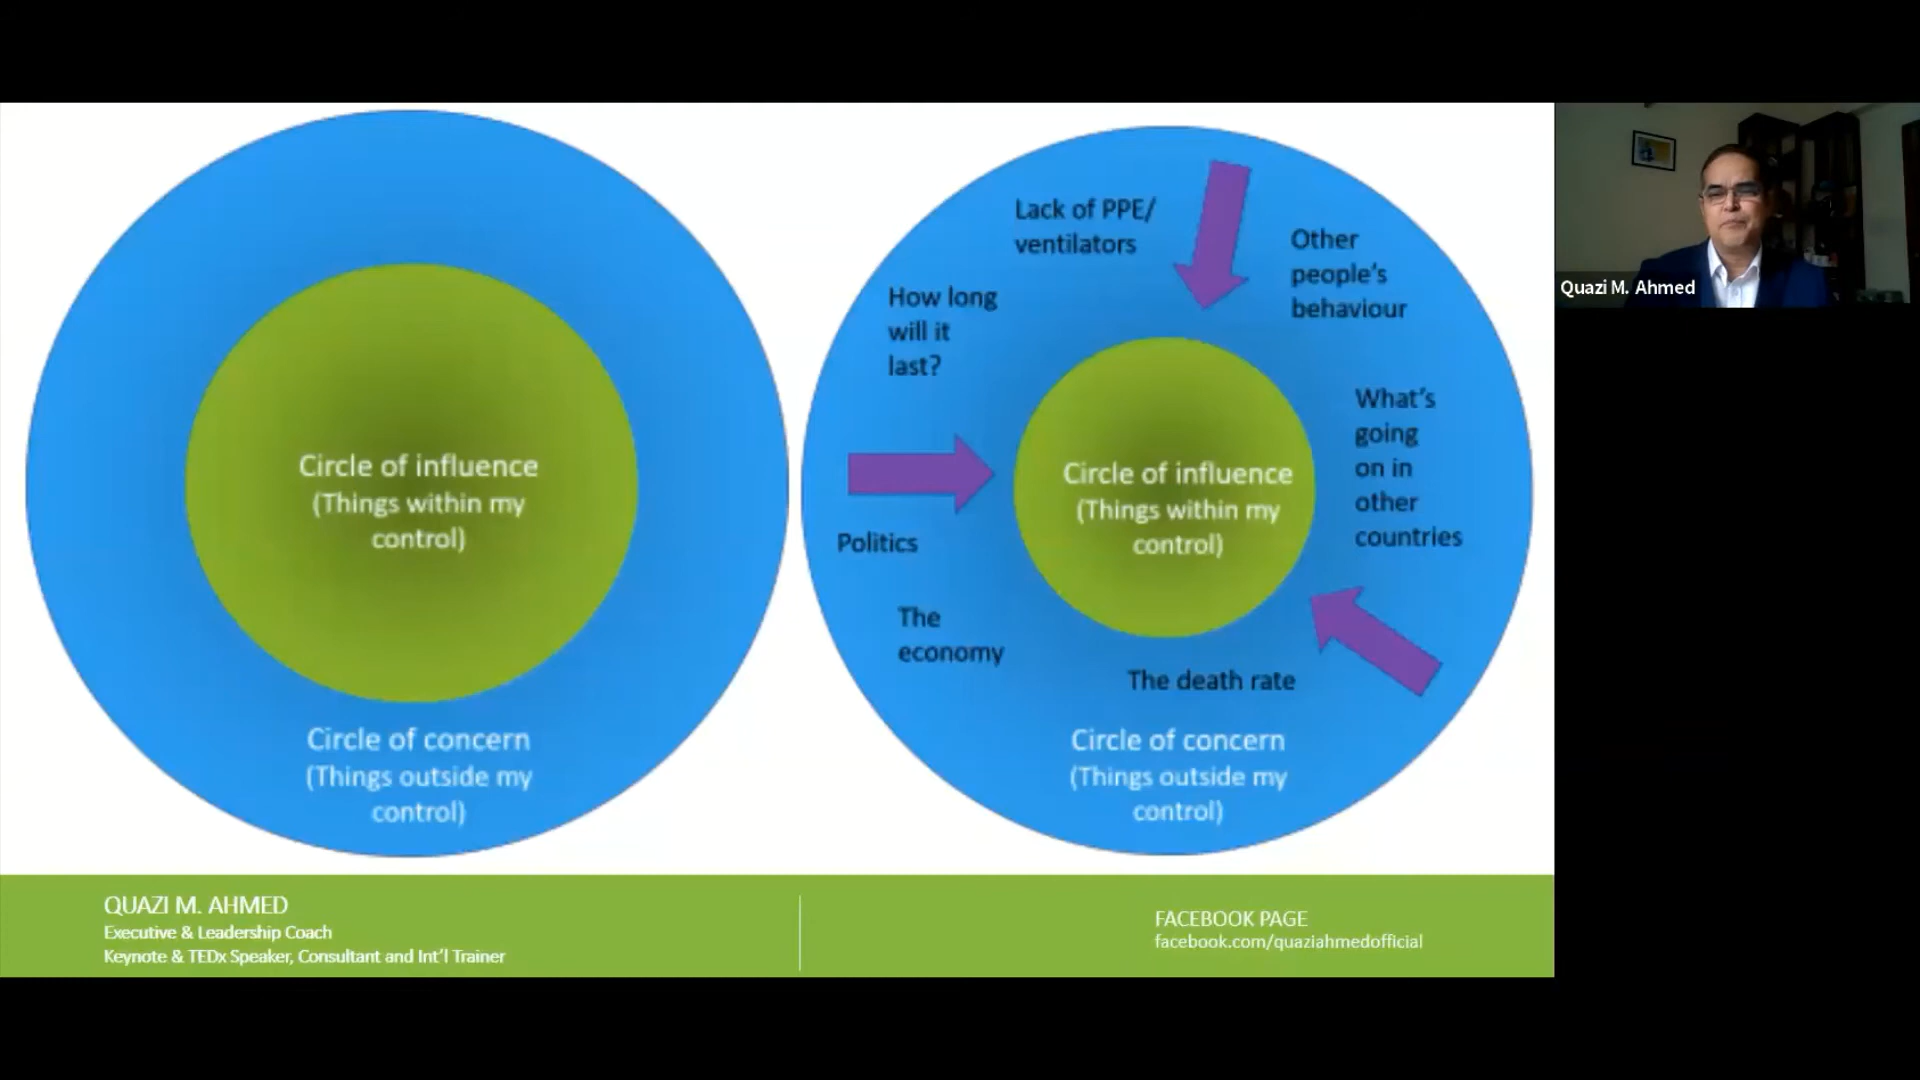 Circle of influence
(Things within my
control)
Circle of concern
(Things outside my
control)
Lack of PPE/
ventilators
Other
people's
behaviour
How long
will it
last?
What's
going
on in
other
countries
Circle of influence
(Things within my
control)
Politics
The
economy
The death rate
Circle of concern
(Things outside my
control)
QUAZI M. AHMED
Executive & Leadership Coach
Keynote & TEDx Speaker, Consultant and Int'l Trainer
FACEBOOK PAGE
facebook.com/quaziahmedofficial
Quazi M. Ahmed